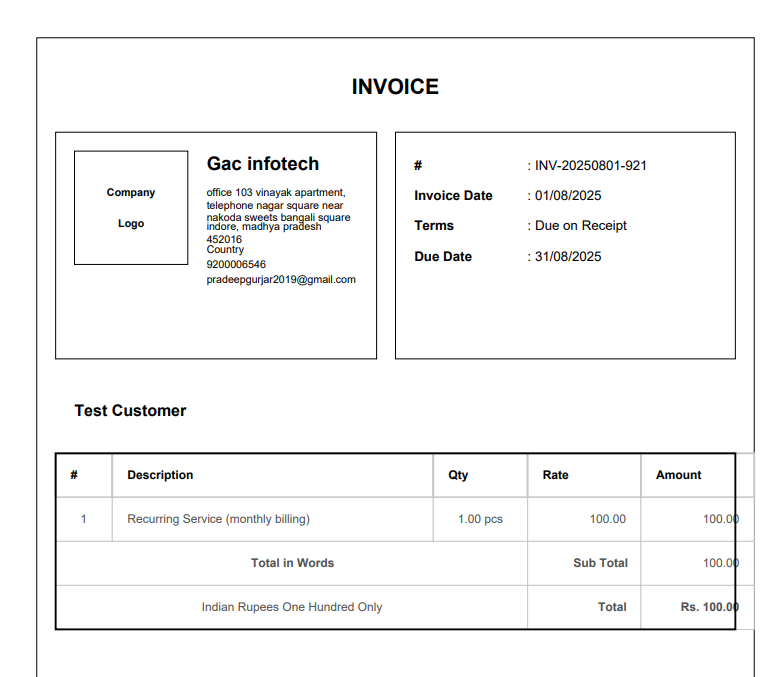 INVOICE
Company
Logo
Gac infotech
office 103 vinayak apartment,
telephone nagar square near
nakoda sweets bangali square
indore, madhya pradesh
452016
Country
9200006546
pradeepgurjar2019@gmail.com
# : INV-20250801-921
Invoice Date : 01/08/2025
Terms : Due on Receipt
Due Date : 31/08/2025
Test Customer
# Description Qty Rate Amount
1 Recurring Service (monthly billing) 1.00 pcs 100.00 100.00
Total in Words Sub Total 100.00
Indian Rupees One Hundred Only Total Rs. 100.00